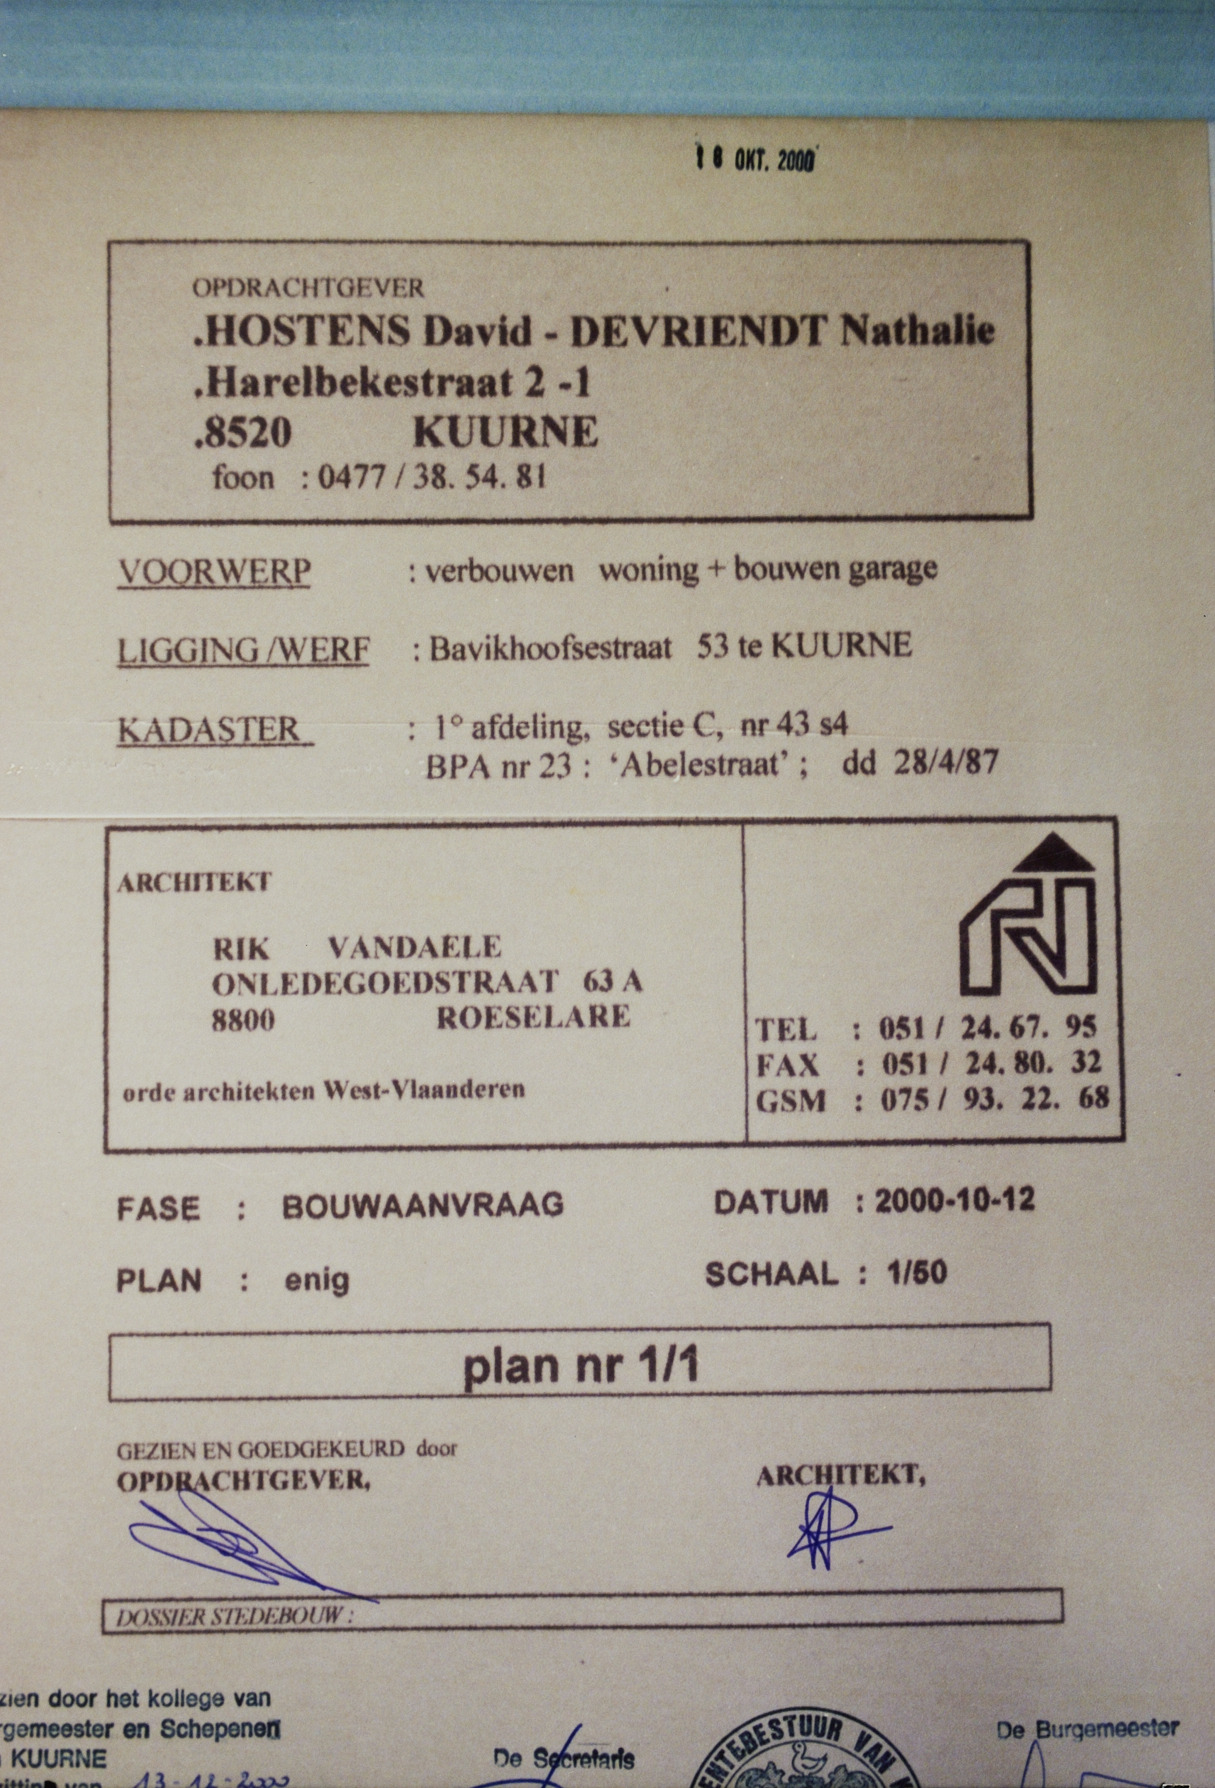 OKT. 2000
OPDRACHTGEVER
.HOSTENS David - DEVRIENDT Nathalie
.Harelbekestraat 2 -1
.8520 KUURNE
foon : 0477 / 38. 54. 81
VOORWERP : verbouwen woning + bouwen garage
LIGGING /WERF : Bavikhoofsestraat 53 te KUURNE
KADASTER : 1° afdeling, sectie C, nr 43 s4
BPA nr 23 : ‘Abelestraat’ ; dd 28/4/87
ARCHITEKT
RIK VANDAELE
ONLEDEGOEDSTRAAT 63 A
8800 ROESELARE
orde architekten West-Vlaanderen
TEL : 051 / 24. 67. 95
FAX : 051 / 24. 80. 32
GSM : 075 / 93. 22. 68
FASE : BOUWAANVRAAG DATUM : 2000-10-12
PLAN : enig SCHAAL : 1/50
plan nr 1/1
GEZIEN EN GOEDGEKEURD door
OPDRACHTGEVER, ARCHITEKT,
DOSSIER STEDEBOUW :
zien door het kollege van
rgemeester en Schepenen
KUURNE
De Secretaris
NTEBESTUUR VAN
De Burgemeester
van 13-12-2000